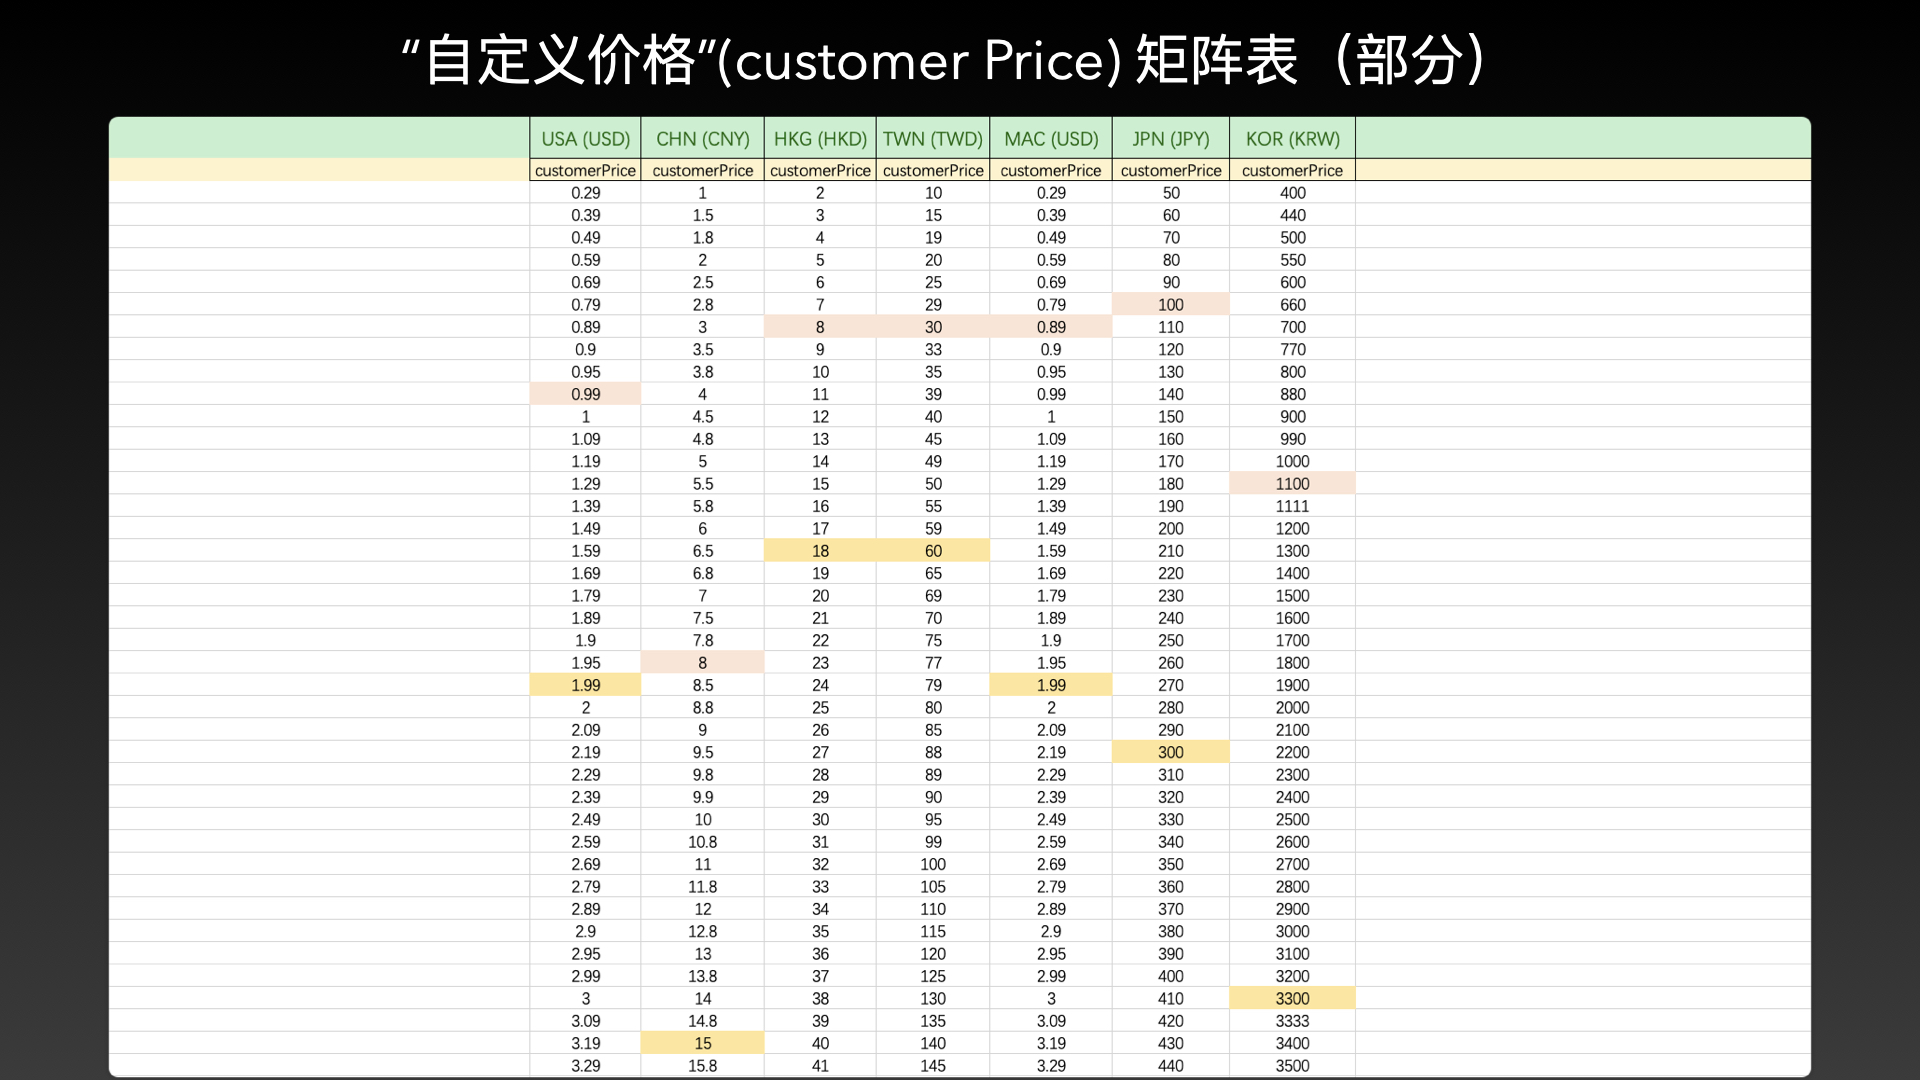 “自定义价格”(customer Price) 矩阵表（部分）
USA (USD) CHN (CNY) HKG (HKD) TWN (TWD) MAC (USD) JPN (JPY) KOR (KRW)
customerPrice customerPrice customerPrice customerPrice customerPrice customerPrice customerPrice
0.29 1 2 10 0.29 50 400
0.39 1.5 3 15 0.39 60 440
0.49 1.8 4 19 0.49 70 500
0.59 2 5 20 0.59 80 550
0.69 2.5 6 25 0.69 90 600
0.79 2.8 7 29 0.79 100 660
0.89 3 8 30 0.89 110 700
0.9 3.5 9 33 0.9 120 770
0.95 3.8 10 35 0.95 130 800
0.99 4 11 39 0.99 140 880
1 4.5 12 40 1 150 900
1.09 4.8 13 45 1.09 160 990
1.19 5 14 49 1.19 170 1000
1.29 5.5 15 50 1.29 180 1100
1.39 5.8 16 55 1.39 190 1111
1.49 6 17 59 1.49 200 1200
1.59 6.5 18 60 1.59 210 1300
1.69 6.8 19 65 1.69 220 1400
1.79 7 20 69 1.79 230 1500
1.89 7.5 21 70 1.89 240 1600
1.9 7.8 22 75 1.9 250 1700
1.95 8 23 77 1.95 260 1800
1.99 8.5 24 79 1.99 270 1900
2 8.8 25 80 2 280 2000
2.09 9 26 85 2.09 290 2100
2.19 9.5 27 88 2.19 300 2200
2.29 9.8 28 89 2.29 310 2300
2.39 9.9 29 90 2.39 320 2400
2.49 10 30 95 2.49 330 2500
2.59 10.8 31 99 2.59 340 2600
2.69 11 32 100 2.69 350 2700
2.79 11.8 33 105 2.79 360 2800
2.89 12 34 110 2.89 370 2900
2.9 12.8 35 115 2.9 380 3000
2.95 13 36 120 2.95 390 3100
2.99 13.8 37 125 2.99 400 3200
3 14 38 130 3 410 3300
3.09 14.8 39 135 3.09 420 3333
3.19 15 40 140 3.19 430 3400
3.29 15.8 41 145 3.29 440 3500